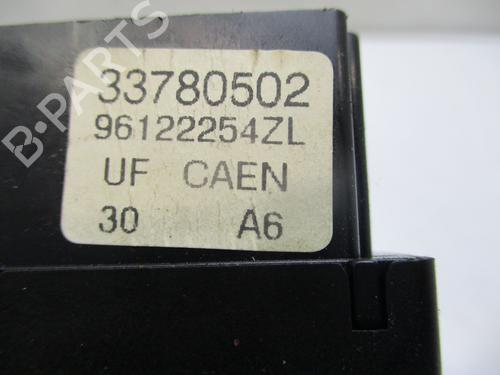 B-PARTS
33780502
96122254ZL
UF CAEN
30 A6